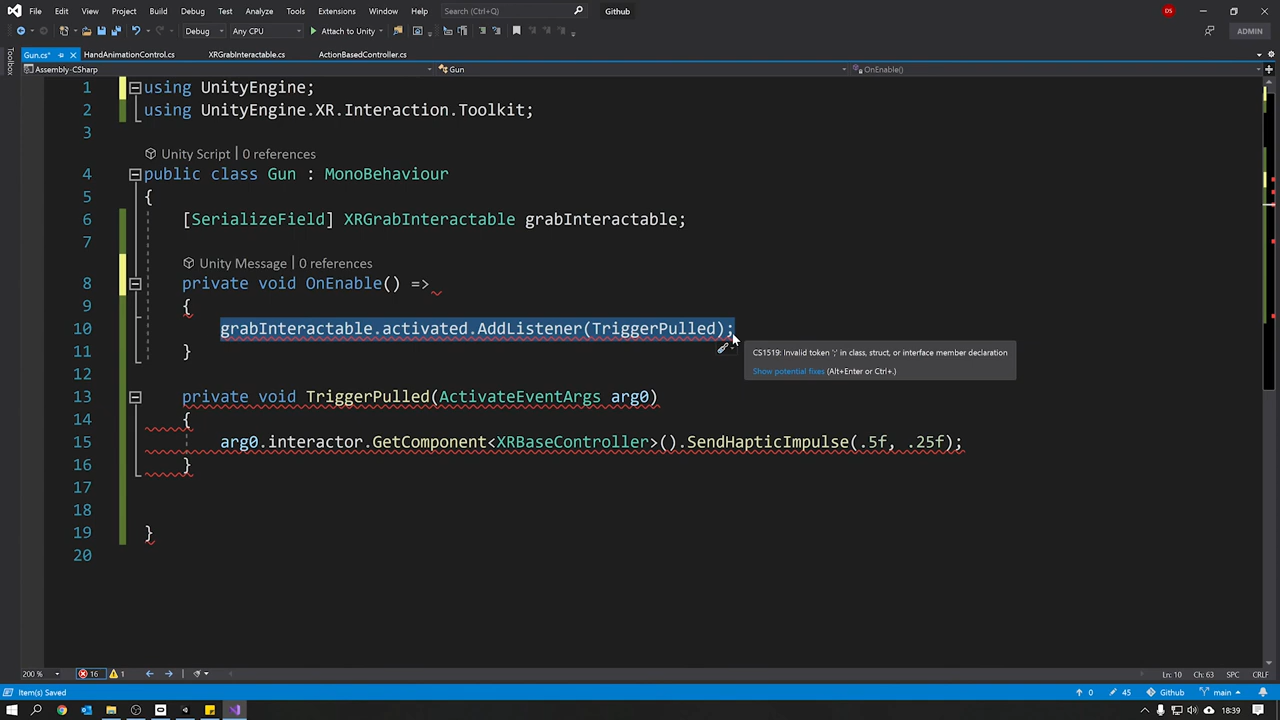 File Edit View Git Project Build Debug Test Analyze Tools Extensions Window Help Search (Ctrl+Q) Github DS
Debug Any CPU Attach to Unity ADMIN
Gun.cs* HandAnimationControl.cs XRGrabInteractable.cs ActionBasedController.cs
Toolbox
Assembly-CSharp Gun OnEnable()
1 using UnityEngine;
2 using UnityEngine.XR.Interaction.Toolkit;
3
Unity Script | 0 references
4 public class Gun : MonoBehaviour
5 {
6 [SerializeField] XRGrabInteractable grabInteractable;
7
Unity Message | 0 references
8 private void OnEnable() =>
9 {
10 grabInteractable.activated.AddListener(TriggerPulled);
11 }
CS1519: Invalid token ';' in class, struct, or interface member declaration
Show potential fixes (Alt+Enter or Ctrl+.)
12
13 private void TriggerPulled(ActivateEventArgs arg0)
14 {
15 arg0.interactor.GetComponent<XRBaseController>().SendHapticImpulse(.5f, .25f);
16 }
17
18
19 }
20
200 % 16 1 Ln: 10 Ch: 63 SPC CRLF
Item(s) Saved 0 45 Github main
18:39